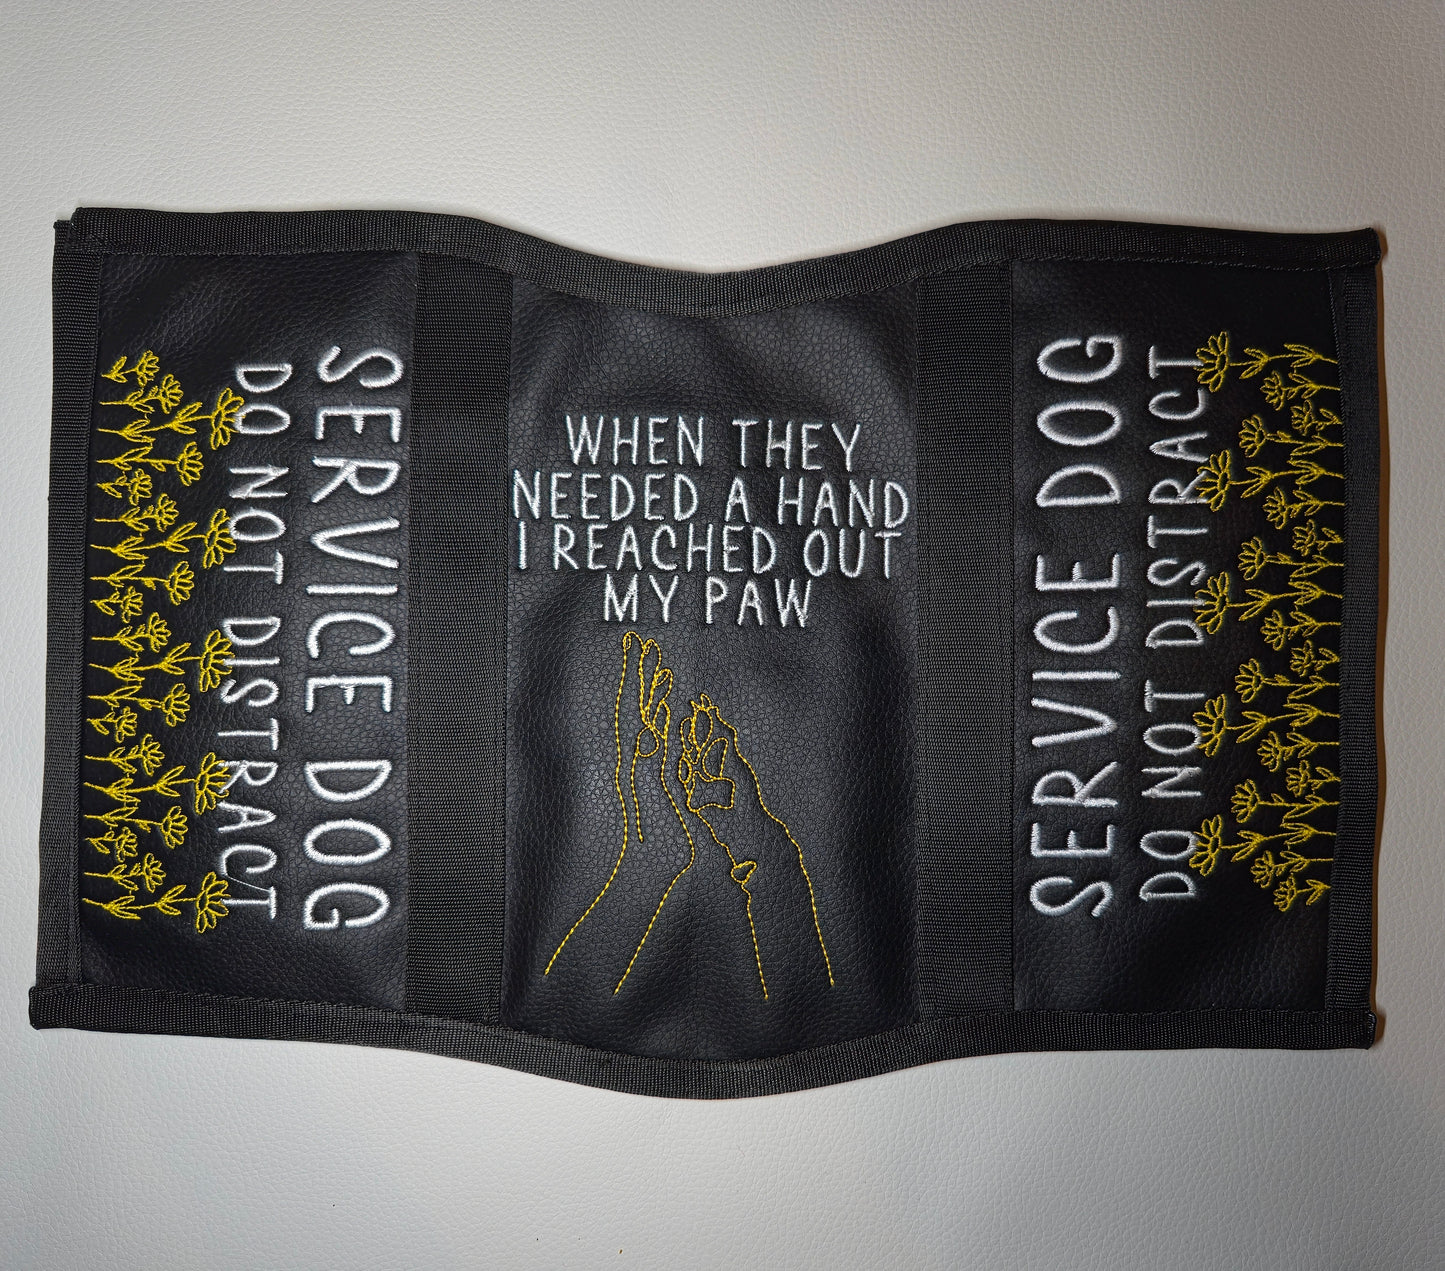 SERVICE DOG
DO NOT DISTRACT
WHEN THEY
NEEDED A HAND
I REACHED OUT
MY PAW
SERVICE DOG
DO NOT DISTRACT